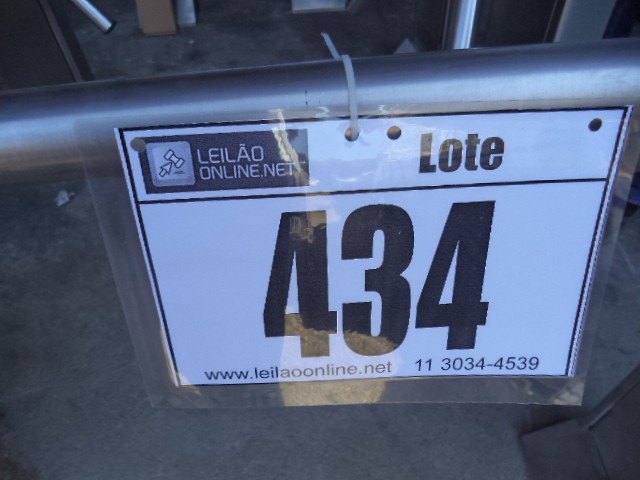 LEILÃO
ONLINE.NET
Lote
434
www.leilaoonline.net 11 3034-4539